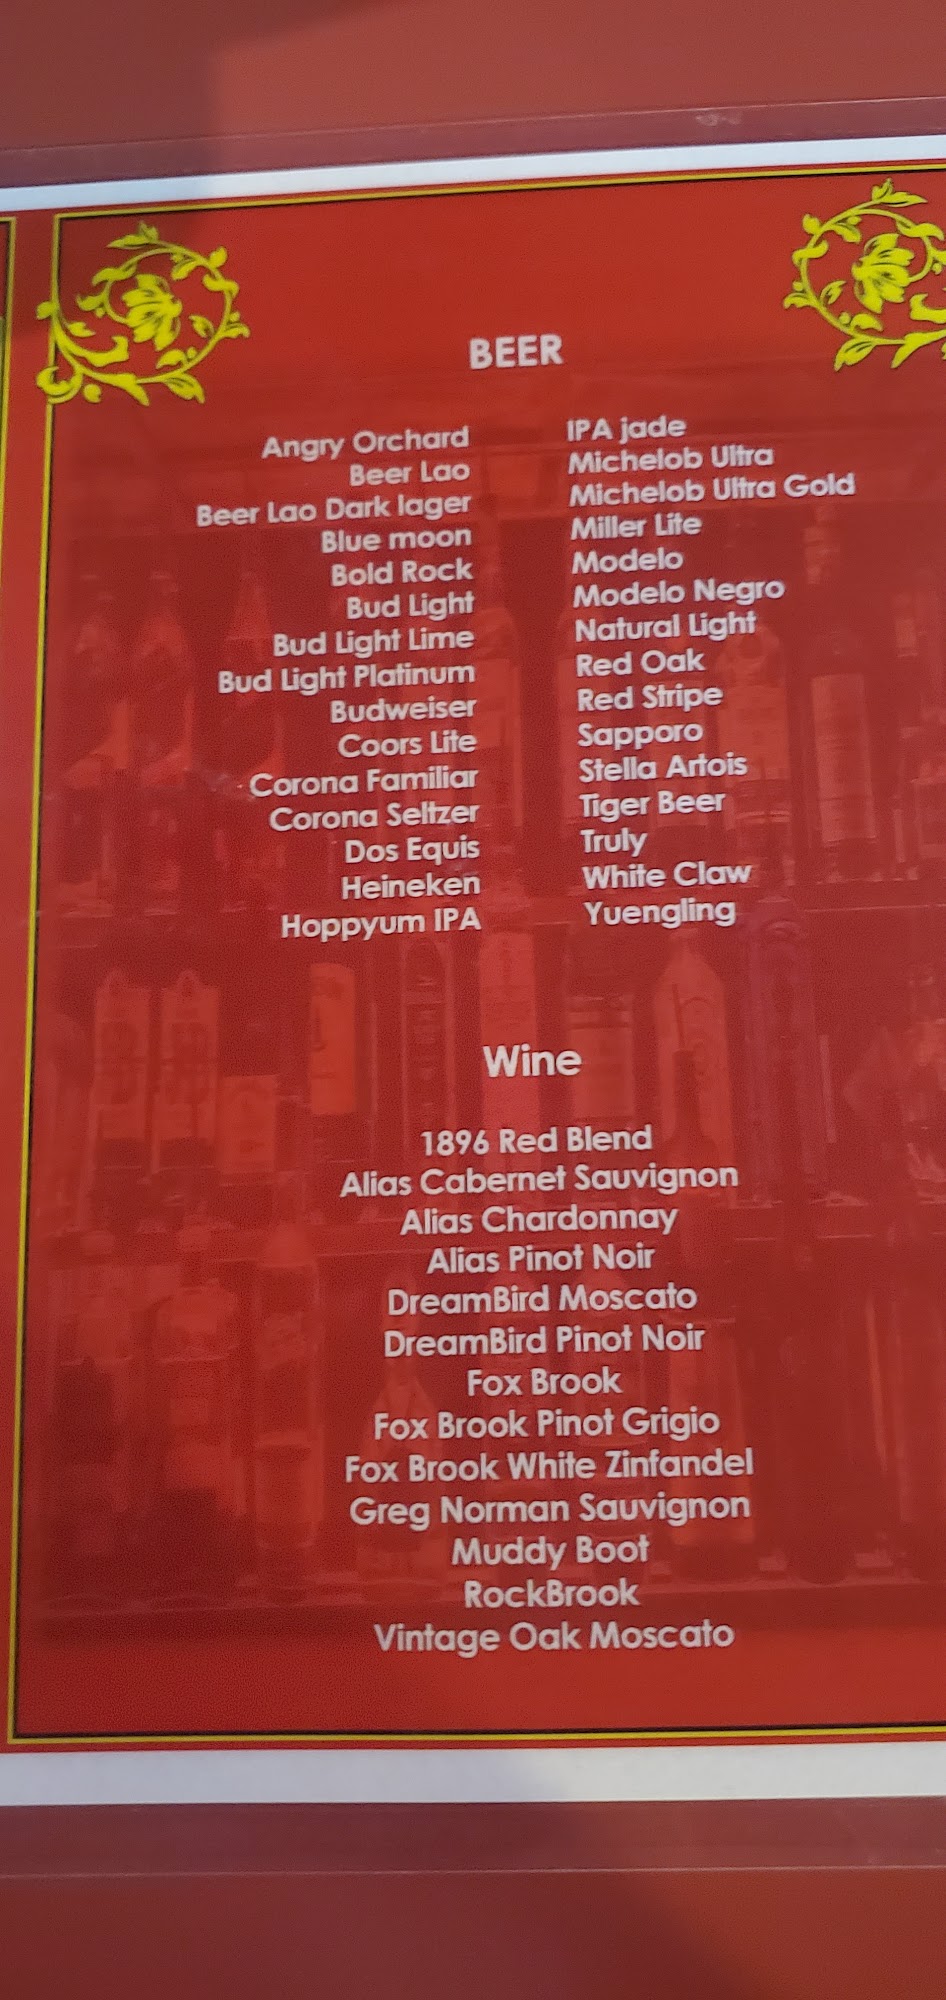 BEER
Angry Orchard
Beer Lao
Beer Lao Dark lager
Blue moon
Bold Rock
Bud Light
Bud Light Lime
Bud Light Platinum
Budweiser
Coors Lite
Corona Familiar
Corona Seltzer
Dos Equis
Heineken
Hoppyum IPA
IPA jade
Michelob Ultra
Michelob Ultra Gold
Miller Lite
Modelo
Modelo Negro
Natural Light
Red Oak
Red Stripe
Sapporo
Stella Artois
Tiger Beer
Truly
White Claw
Yuengling
Wine
1896 Red Blend
Alias Cabernet Sauvignon
Alias Chardonnay
Alias Pinot Noir
DreamBird Moscato
DreamBird Pinot Noir
Fox Brook
Fox Brook Pinot Grigio
Fox Brook White Zinfandel
Greg Norman Sauvignon
Muddy Boot
RockBrook
Vintage Oak Moscato